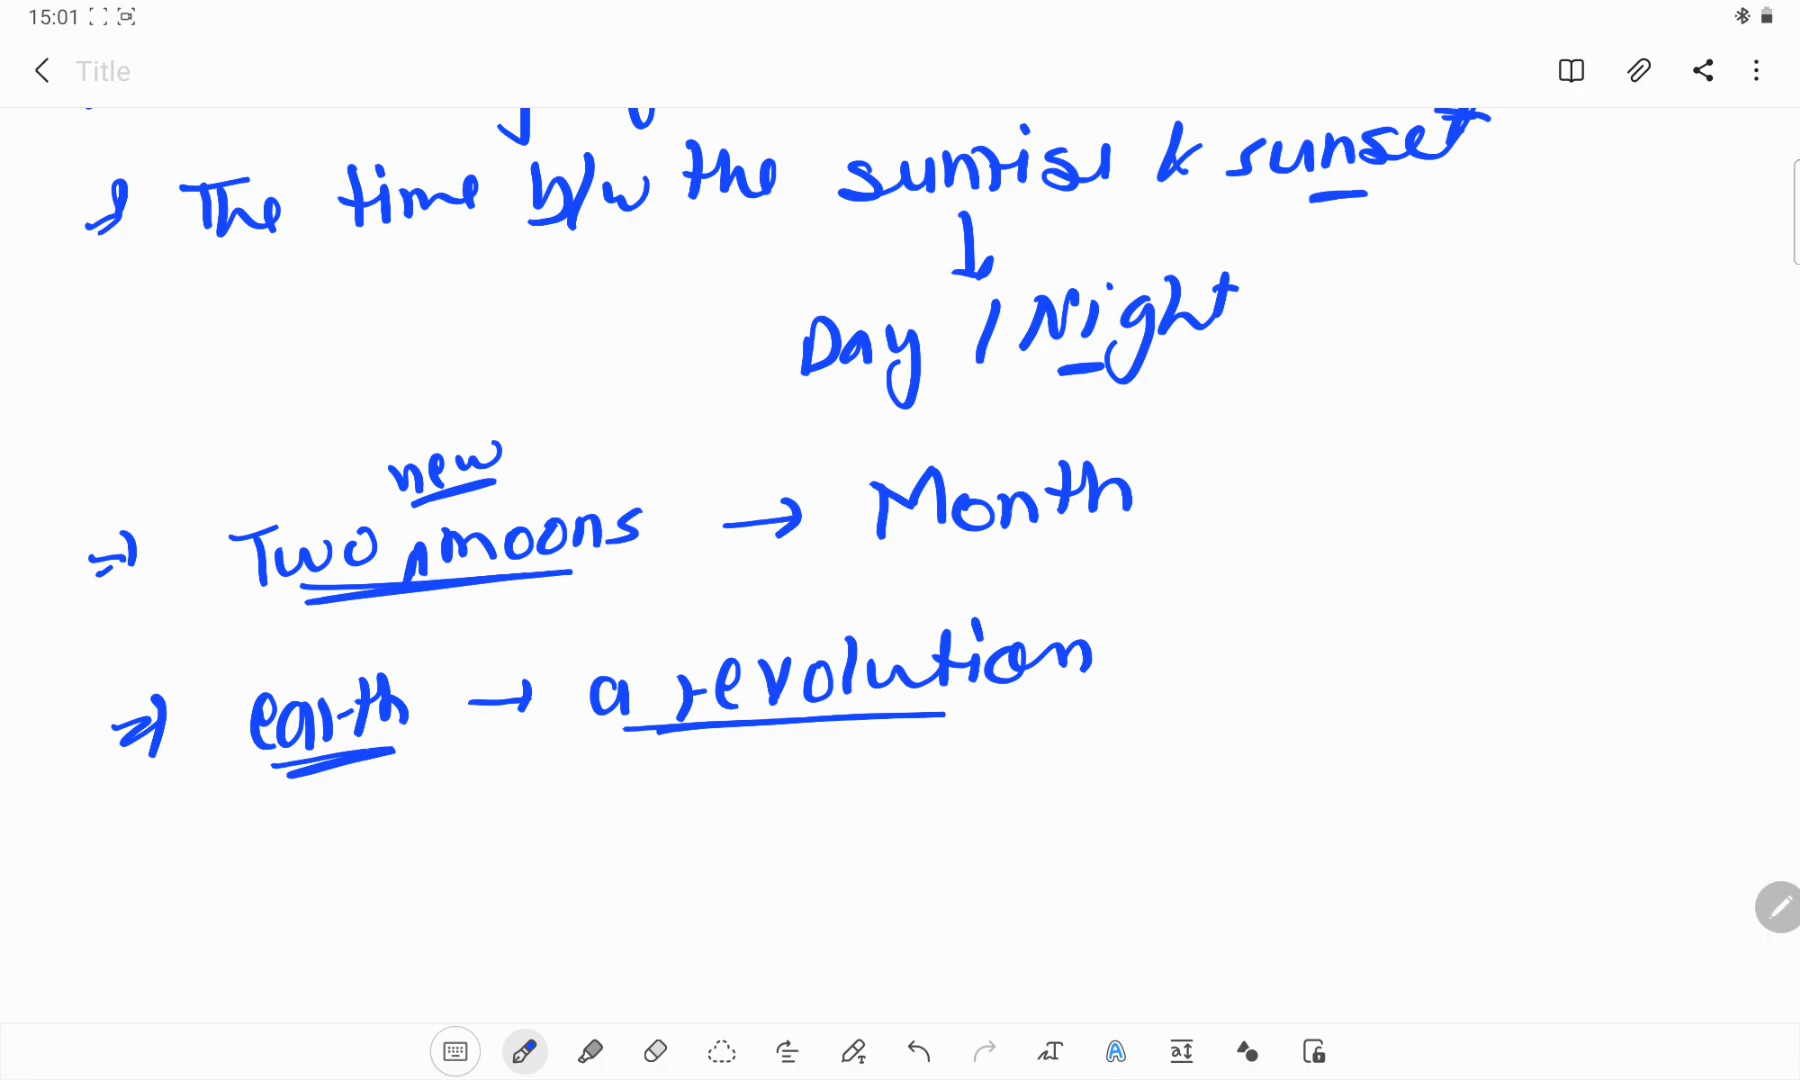 15:01
Title
The time b/w the sunrise & sunset
Day / Night
new
Two moons → Month
earth → a revolution